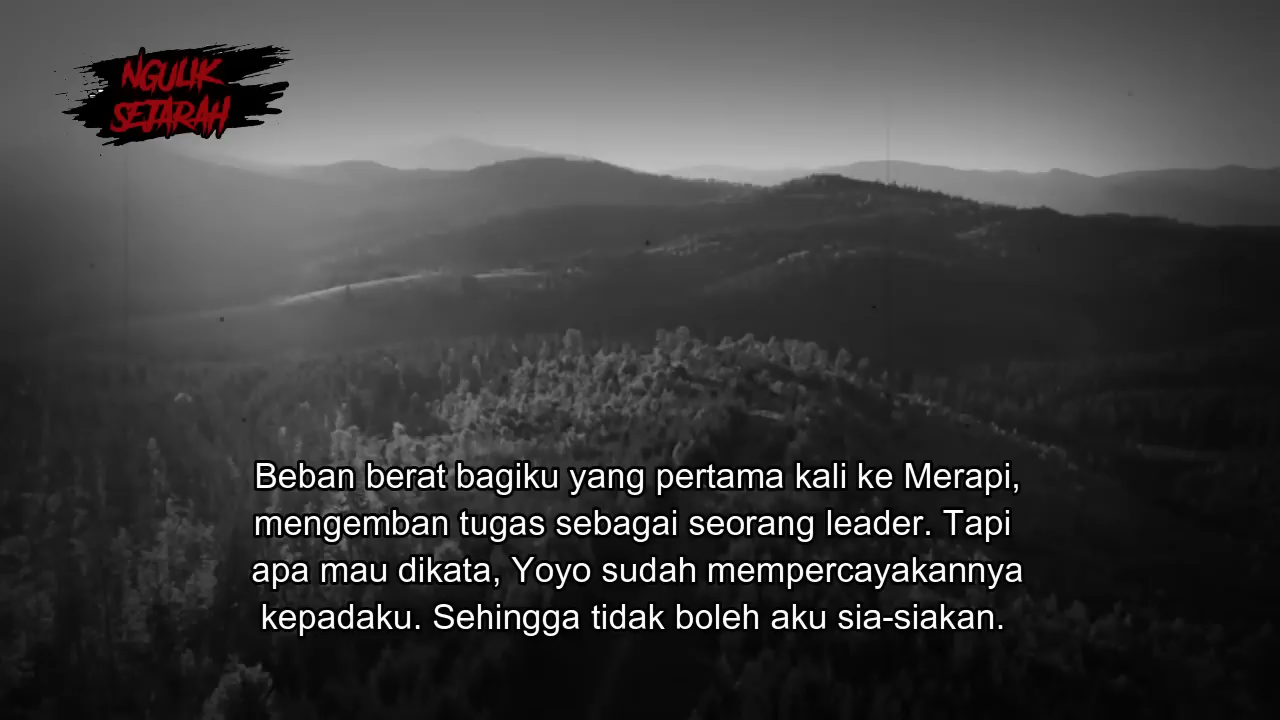 NGULIK
SEJARAH
Beban berat bagiku yang pertama kali ke Merapi,
mengemban tugas sebagai seorang leader. Tapi
apa mau dikata, Yoyo sudah mempercayakannya
kepadaku. Sehingga tidak boleh aku sia-siakan.